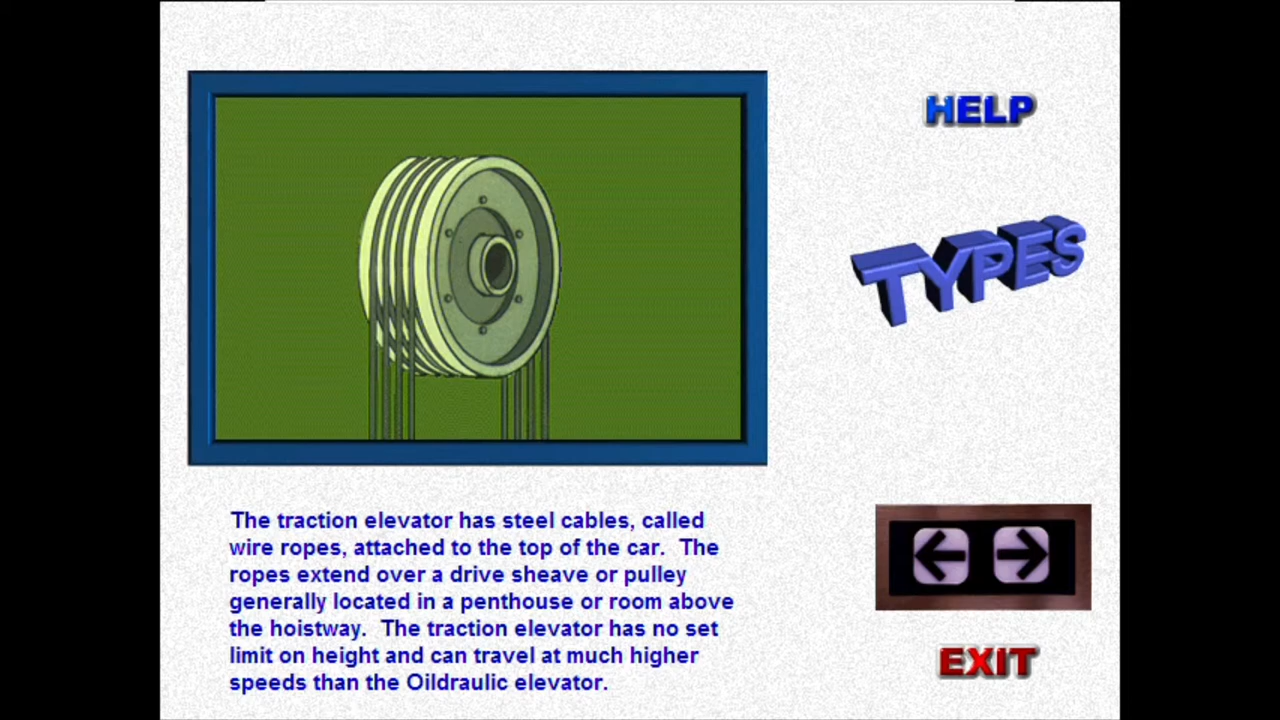 HELP
TYPES
The traction elevator has steel cables, called
wire ropes, attached to the top of the car.  The
ropes extend over a drive sheave or pulley
generally located in a penthouse or room above
the hoistway.  The traction elevator has no set
limit on height and can travel at much higher
speeds than the Oildraulic elevator.
EXIT